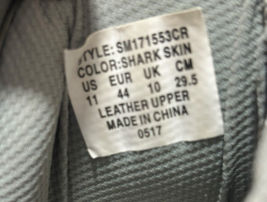 STYLE: SM171553CR
COLOR: SHARK SKIN
US EUR UK CM
11 44 10 29.5
LEATHER UPPER
MADE IN CHINA
0517